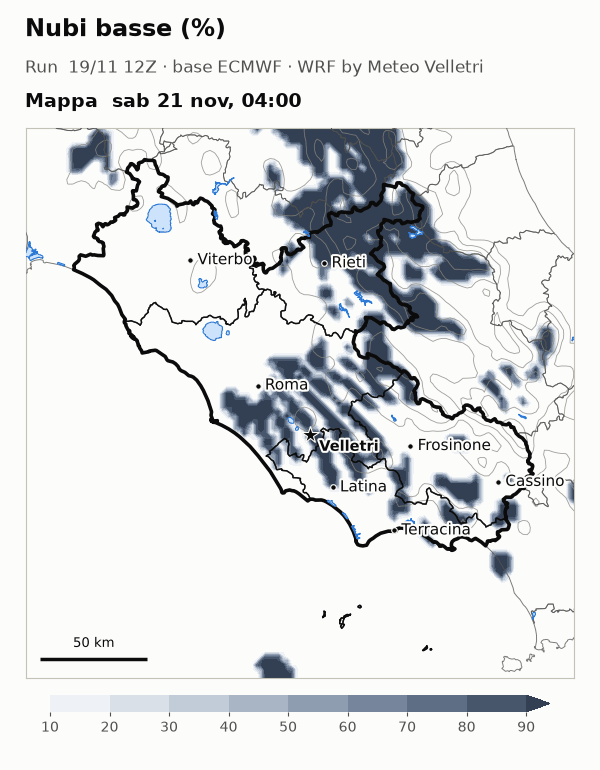 Nubi basse (%)
Run  19/11 12Z · base ECMWF · WRF by Meteo Velletri
Mappa  sab 21 nov, 04:00
Viterbo
Rieti
Roma
Velletri
Frosinone
Latina
Cassino
Terracina
50 km
10 20 30 40 50 60 70 80 90